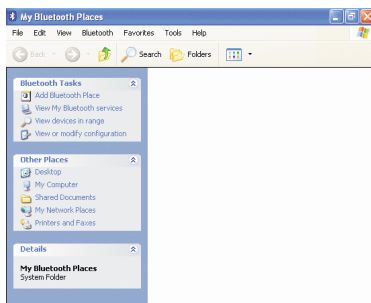 My Bluetooth Places
File Edit View Bluetooth Favorites Tools Help
Back Search Folders
Bluetooth Tasks
Add Bluetooth Place
View My Bluetooth services
View devices in range
View or modify configuration
Other Places
Desktop
My Computer
Shared Documents
My Network Places
Printers and Faxes
Details
My Bluetooth Places
System Folder